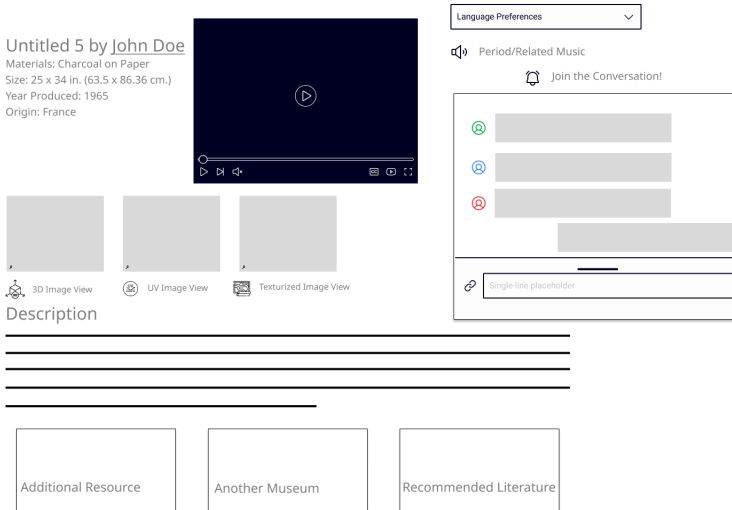 Language Preferences
Untitled 5 by John Doe
Materials: Charcoal on Paper
Size: 25 x 34 in. (63.5 x 86.36 cm.)
Year Produced: 1965
Origin: France
Period/Related Music
Join the Conversation!
CC
Single-line placeholder
3D Image View
UV Image View
Texturized Image View
Description
Additional Resource
Another Museum
Recommended Literature